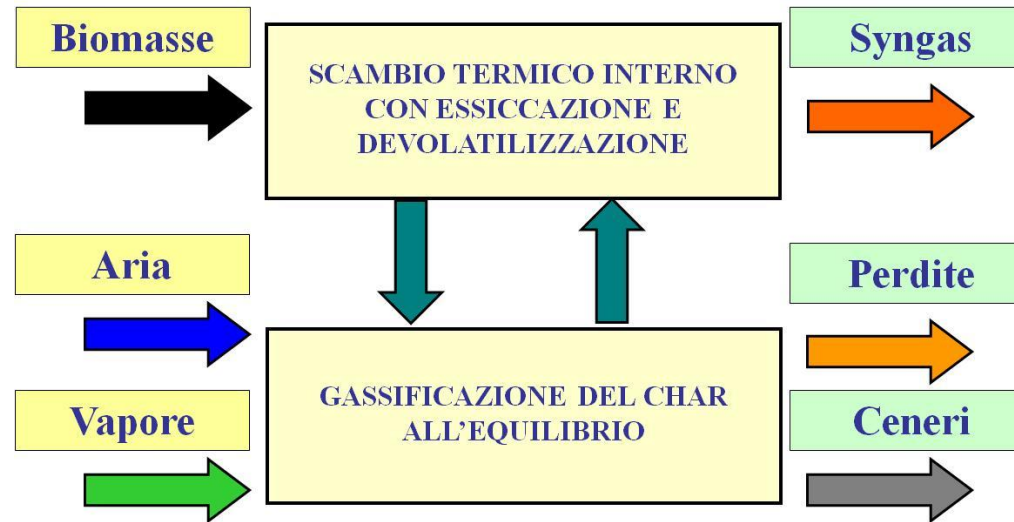 Biomasse
SCAMBIO TERMICO INTERNO
CON ESSICCAZIONE E
DEVOLATILIZZAZIONE
Syngas
Aria
Perdite
Vapore
GASSIFICAZIONE DEL CHAR
ALL'EQUILIBRIO
Ceneri